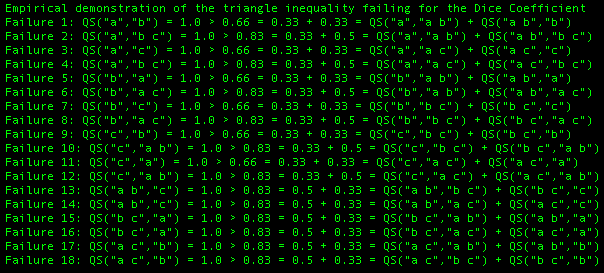 Empirical demonstration of the triangle inequality failing for the Dice Coefficient
Failure 1: QS("a","b") = 1.0 > 0.66 = 0.33 + 0.33 = QS("a","a b") + QS("a b","b")
Failure 2: QS("a","b c") = 1.0 > 0.83 = 0.33 + 0.5 = QS("a","a b") + QS("a b","b c")
Failure 3: QS("a","c") = 1.0 > 0.66 = 0.33 + 0.33 = QS("a","a c") + QS("a c","c")
Failure 4: QS("a","b c") = 1.0 > 0.83 = 0.33 + 0.5 = QS("a","a c") + QS("a c","b c")
Failure 5: QS("b","a") = 1.0 > 0.66 = 0.33 + 0.33 = QS("b","a b") + QS("a b","a")
Failure 6: QS("b","a c") = 1.0 > 0.83 = 0.33 + 0.5 = QS("b","a b") + QS("a b","a c")
Failure 7: QS("b","c") = 1.0 > 0.66 = 0.33 + 0.33 = QS("b","b c") + QS("b c","c")
Failure 8: QS("b","a c") = 1.0 > 0.83 = 0.33 + 0.5 = QS("b","b c") + QS("b c","a c")
Failure 9: QS("c","b") = 1.0 > 0.66 = 0.33 + 0.33 = QS("c","b c") + QS("b c","b")
Failure 10: QS("c","a b") = 1.0 > 0.83 = 0.33 + 0.5 = QS("c","b c") + QS("b c","a b")
Failure 11: QS("c","a") = 1.0 > 0.66 = 0.33 + 0.33 = QS("c","a c") + QS("a c","a")
Failure 12: QS("c","a b") = 1.0 > 0.83 = 0.33 + 0.5 = QS("c","a c") + QS("a c","a b")
Failure 13: QS("a b","c") = 1.0 > 0.83 = 0.5 + 0.33 = QS("a b","b c") + QS("b c","c")
Failure 14: QS("a b","c") = 1.0 > 0.83 = 0.5 + 0.33 = QS("a b","a c") + QS("a c","c")
Failure 15: QS("b c","a") = 1.0 > 0.83 = 0.5 + 0.33 = QS("b c","a b") + QS("a b","a")
Failure 16: QS("b c","a") = 1.0 > 0.83 = 0.5 + 0.33 = QS("b c","a c") + QS("a c","a")
Failure 17: QS("a c","b") = 1.0 > 0.83 = 0.5 + 0.33 = QS("a c","a b") + QS("a b","b")
Failure 18: QS("a c","b") = 1.0 > 0.83 = 0.5 + 0.33 = QS("a c","b c") + QS("b c","b")